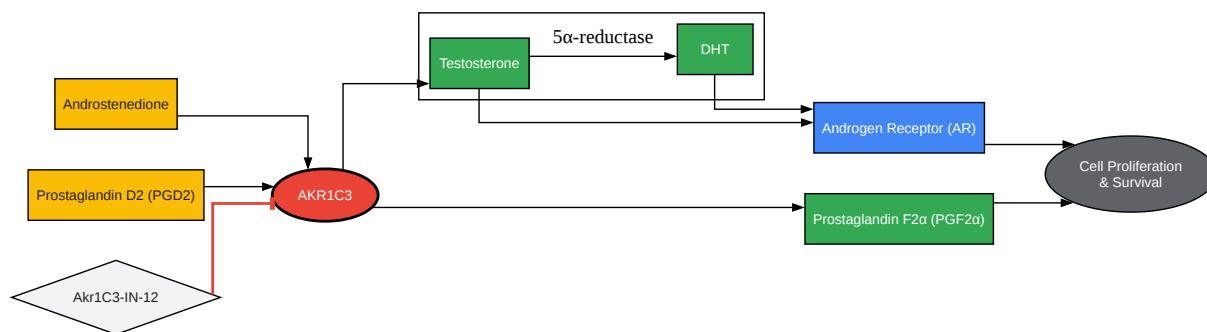 5α-reductase
Testosterone
DHT
Androstenedione
Androgen Receptor (AR)
Cell Proliferation
& Survival
Prostaglandin D2 (PGD2)
AKR1C3
Prostaglandin F2α (PGF2α)
Akr1C3-IN-12